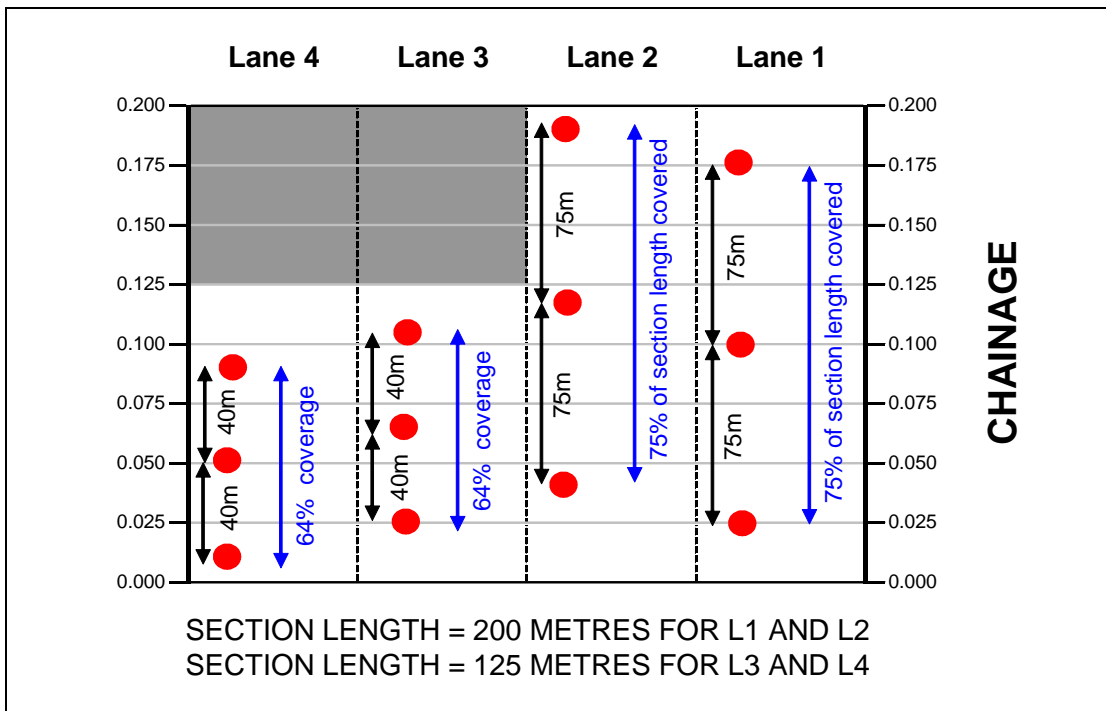 Lane 4 Lane 3 Lane 2 Lane 1
0.200 0.200
0.175 0.175
0.150 0.150
0.125 0.125
0.100 0.100
0.075 0.075
0.050 0.050
0.025 0.025
0.000 0.000
40m
40m
64% coverage
40m
40m
64% coverage
75m
75m
75% of section length covered
75m
75m
75% of section length covered
CHAINAGE
SECTION LENGTH = 200 METRES FOR L1 AND L2
SECTION LENGTH = 125 METRES FOR L3 AND L4